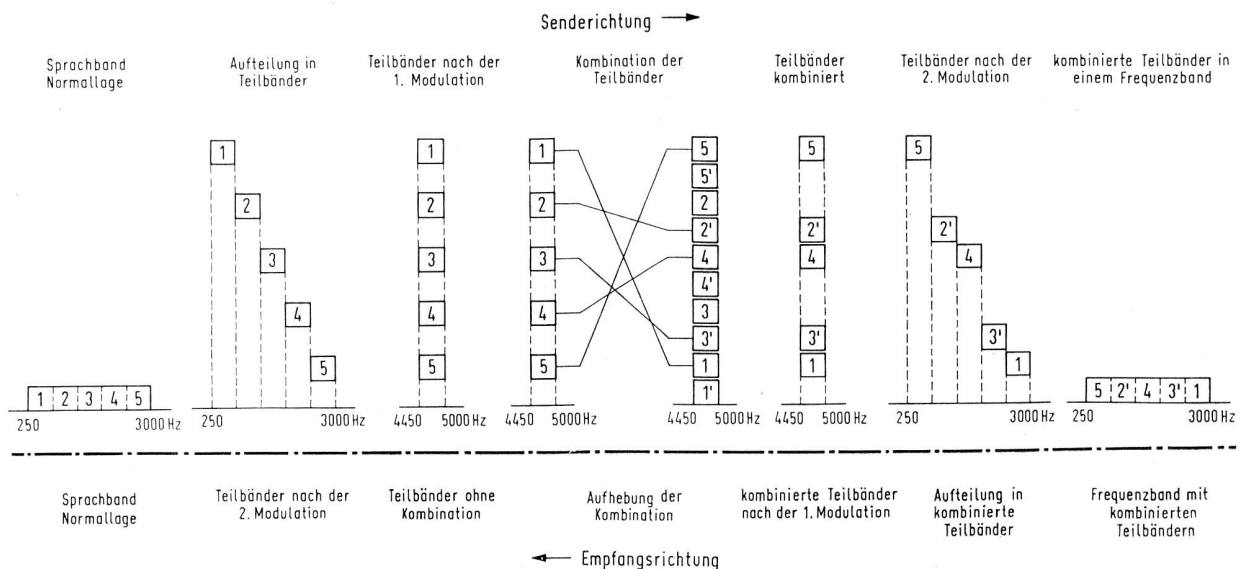 Senderichtung
Sprachband
Normallage
Aufteilung in
Teilbänder
Teilbänder nach der
1. Modulation
Kombination der
Teilbänder
Teilbänder
kombiniert
Teilbänder nach der
2. Modulation
kombinierte Teilbänder in
einem Frequenzband
1 2 3 4 5
250 3000 Hz
1
2
3
4
5
250 3000 Hz
1
2
3
4
5
4450 5000 Hz
1
2
3
4
5
4450 5000 Hz
5
5'
2
2'
4
4'
3
3'
1
1'
4450 5000 Hz
5
2'
4
3'
1
4450 5000 Hz
5
2'
4
3'
1
250 3000 Hz
5 2' 4 3' 1
250 3000 Hz
Sprachband
Normallage
Teilbänder nach der
2. Modulation
Teilbänder ohne
Kombination
Aufhebung der
Kombination
kombinierte Teilbänder
nach der 1. Modulation
Aufteilung in
kombinierte
Teilbänder
Frequenzband mit
kombinierten
Teilbändern
Empfangsrichtung